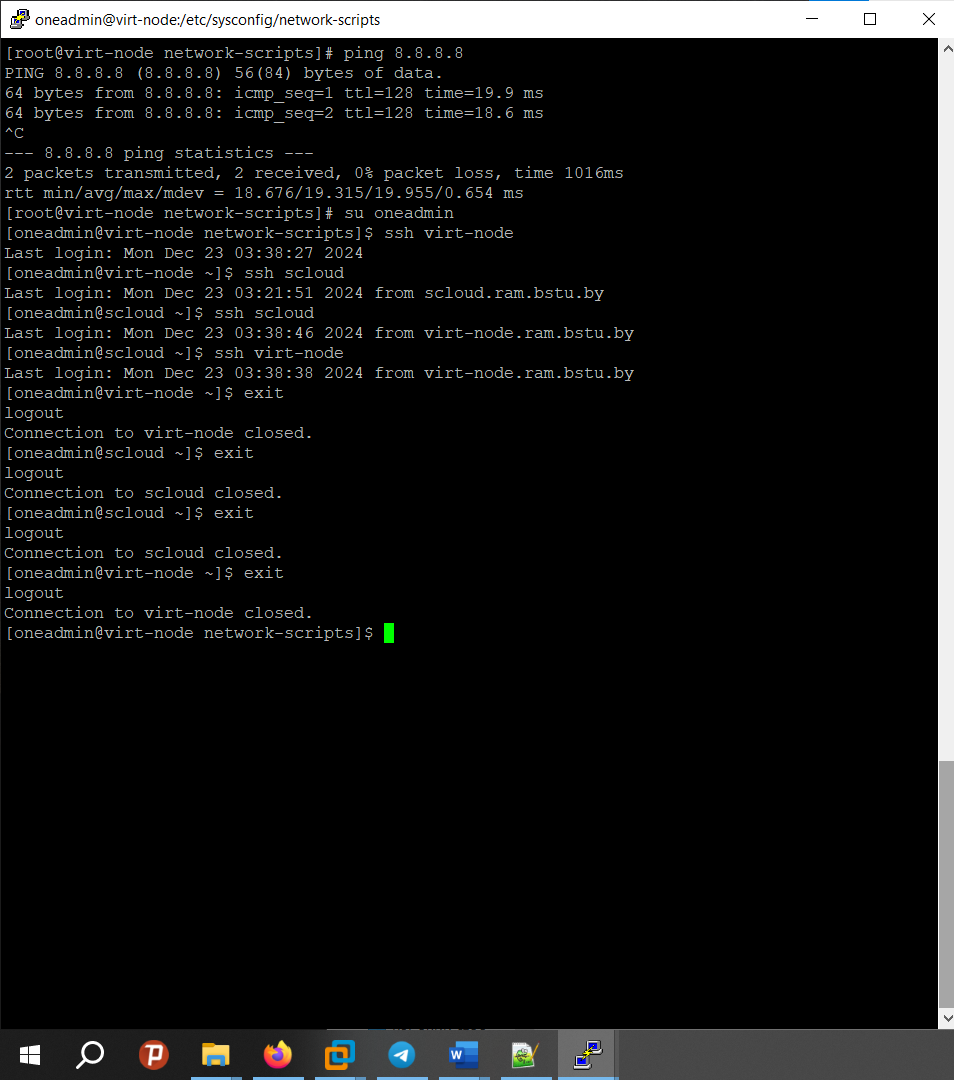 oneadmin@virt-node:/etc/sysconfig/network-scripts
[root@virt-node network-scripts]# ping 8.8.8.8
PING 8.8.8.8 (8.8.8.8) 56(84) bytes of data.
64 bytes from 8.8.8.8: icmp_seq=1 ttl=128 time=19.9 ms
64 bytes from 8.8.8.8: icmp_seq=2 ttl=128 time=18.6 ms
^C
--- 8.8.8.8 ping statistics ---
2 packets transmitted, 2 received, 0% packet loss, time 1016ms
rtt min/avg/max/mdev = 18.676/19.315/19.955/0.654 ms
[root@virt-node network-scripts]# su oneadmin
[oneadmin@virt-node network-scripts]$ ssh virt-node
Last login: Mon Dec 23 03:38:27 2024
[oneadmin@virt-node ~]$ ssh scloud
Last login: Mon Dec 23 03:21:51 2024 from scloud.ram.bstu.by
[oneadmin@scloud ~]$ ssh scloud
Last login: Mon Dec 23 03:38:46 2024 from virt-node.ram.bstu.by
[oneadmin@scloud ~]$ ssh virt-node
Last login: Mon Dec 23 03:38:38 2024 from virt-node.ram.bstu.by
[oneadmin@virt-node ~]$ exit
logout
Connection to virt-node closed.
[oneadmin@scloud ~]$ exit
logout
Connection to scloud closed.
[oneadmin@scloud ~]$ exit
logout
Connection to scloud closed.
[oneadmin@virt-node ~]$ exit
logout
Connection to virt-node closed.
[oneadmin@virt-node network-scripts]$